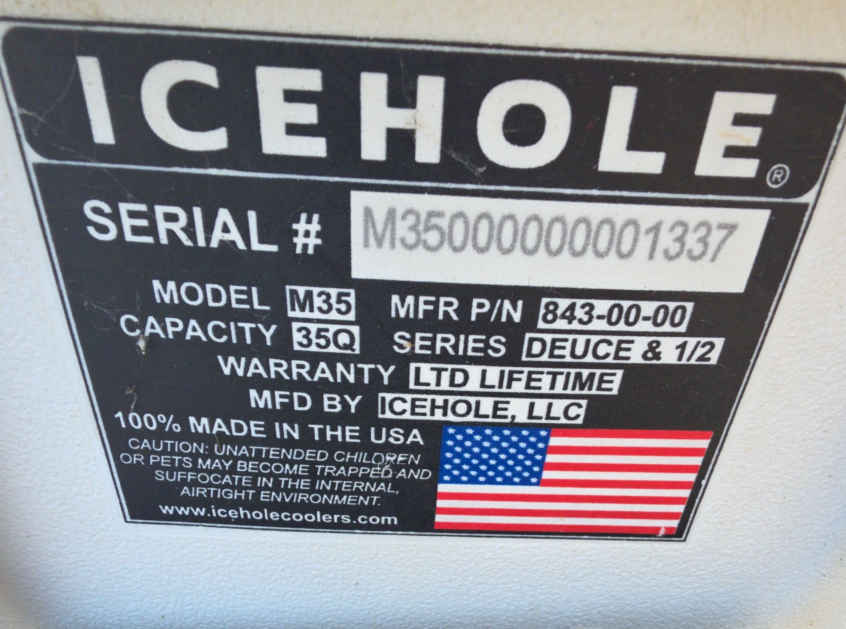 ICEHOLE®
SERIAL # M35000000001337
MODEL M35 MFR P/N 843-00-00
CAPACITY 35Q SERIES DEUCE & 1/2
WARRANTY LTD LIFETIME
MFD BY ICEHOLE, LLC
100% MADE IN THE USA
CAUTION: UNATTENDED CHILDREN
OR PETS MAY BECOME TRAPPED AND
SUFFOCATE IN THE INTERNAL,
AIRTIGHT ENVIRONMENT.
www.iceholecoolers.com